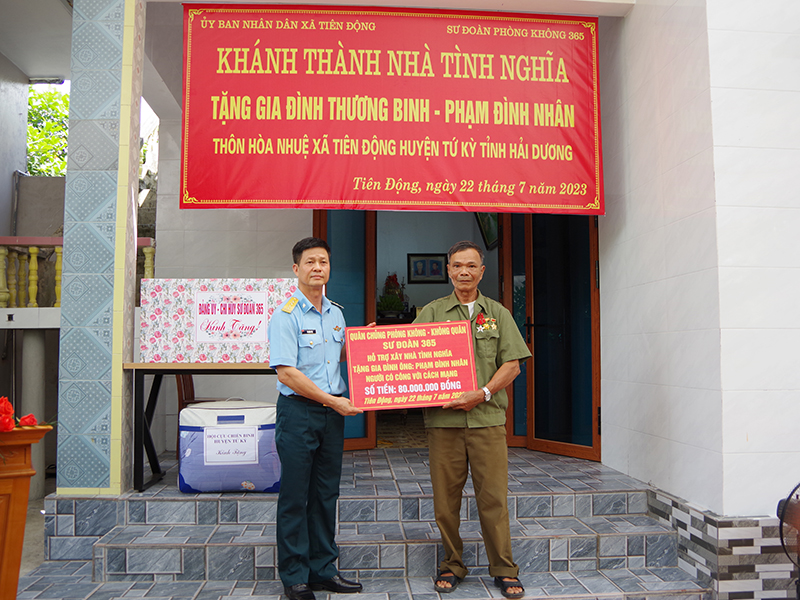 ỦY BAN NHÂN DÂN XÃ TIÊN ĐỘNG
SƯ ĐOÀN PHÒNG KHÔNG 365
KHÁNH THÀNH NHÀ TÌNH NGHĨA
TẶNG GIA ĐÌNH THƯƠNG BINH - PHẠM ĐÌNH NHÂN
THÔN HÒA NHUỆ XÃ TIÊN ĐỘNG HUYỆN TỨ KỲ TỈNH HẢI DƯƠNG
Tiên Động, ngày 22 tháng 7 năm 2023
ĐẢNG ỦY - CHỈ HUY SƯ ĐOÀN 365
Kính Tặng!
QUÂN CHỦNG PHÒNG KHÔNG - KHÔNG QUÂN
SƯ ĐOÀN 365
HỖ TRỢ XÂY NHÀ TÌNH NGHĨA
TẶNG GIA ĐÌNH ÔNG: PHẠM ĐÌNH NHÂN
NGƯỜI CÓ CÔNG VỚI CÁCH MẠNG
SỐ TIỀN: 80.000.000 ĐỒNG
Tiên Động, ngày 22 tháng 7 năm
HỘI CỰU CHIẾN BINH
HUYỆN TỨ KỲ
Kính Tặng